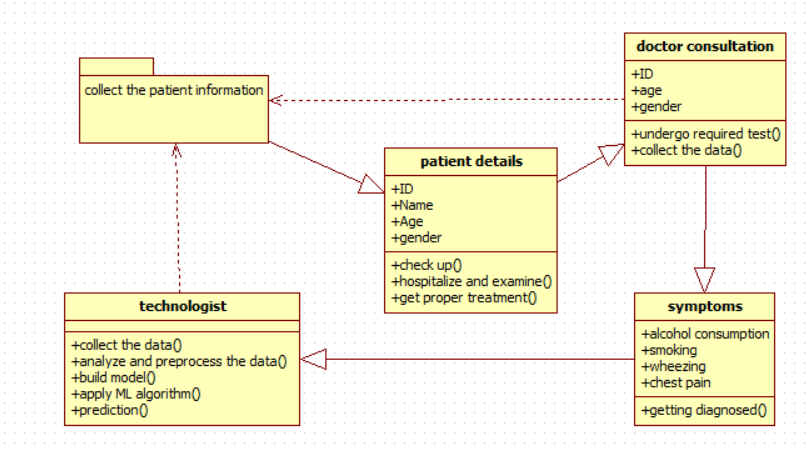 collect the patient information
doctor consultation
+ID
+age
+gender
+undergo required test()
+collect the data()
patient details
+ID
+Name
+Age
+gender
+check up()
+hospitalize and examine()
+get proper treatment()
technologist
+collect the data()
+analyze and preprocess the data()
+build model()
+apply ML algorithm()
+prediction()
symptoms
+alcohol consumption
+smoking
+wheezing
+chest pain
+getting diagnosed()